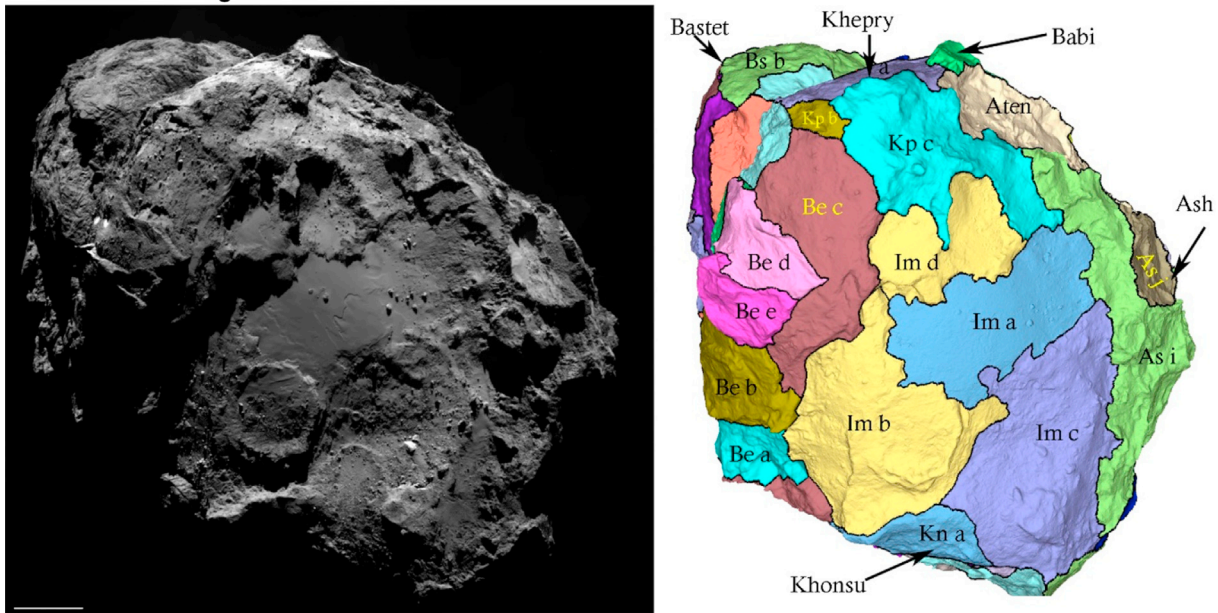 Bastet
Khepry
Babi
Bs b
a
Aten
Kp b
Kp c
Be c
Ash
As j
Be d
Im d
Be e
Im a
As i
Be b
Im b
Im c
Be a
Kn a
Khonsu